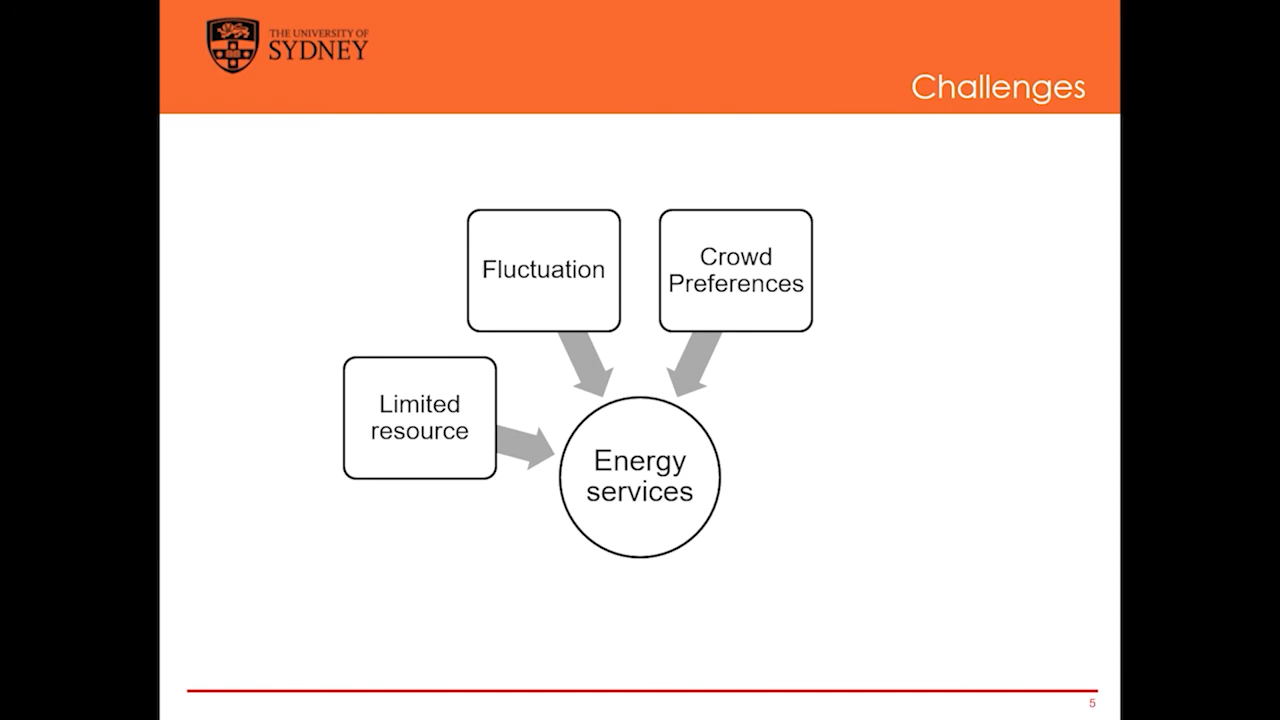 THE UNIVERSITY OF
SYDNEY
Challenges
Fluctuation
Crowd
Preferences
Limited
resource
Energy
services
5